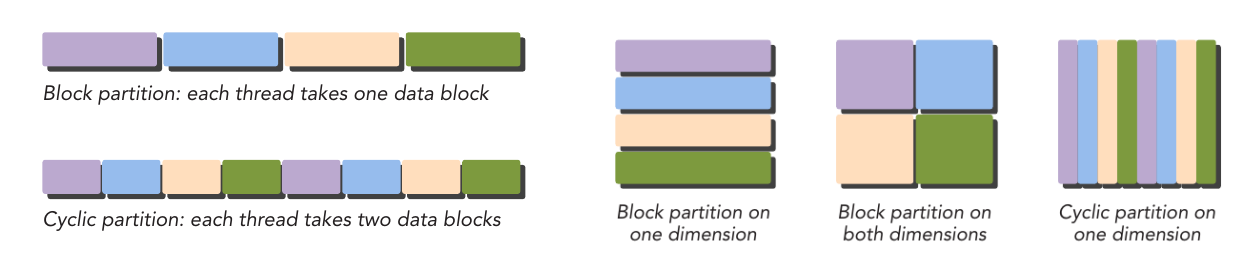 Block partition: each thread takes one data block
Cyclic partition: each thread takes two data blocks
Block partition on
one dimension
Block partition on
both dimensions
Cyclic partition on
one dimension